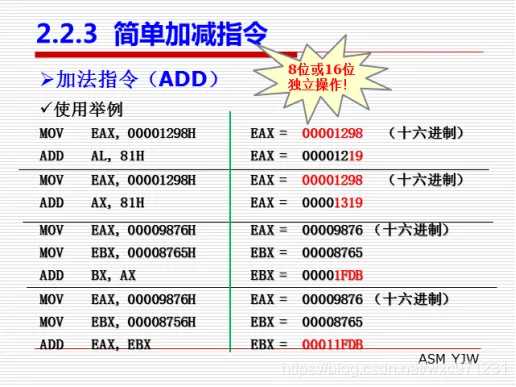 2.2.3 简单加减指令
8位或16位
独立操作!
➢加法指令（ADD）
✓使用举例
MOV EAX, 00001298H EAX = 00001298 （十六进制）
ADD AL, 81H EAX = 00001219
MOV EAX, 00001298H EAX = 00001298 （十六进制）
ADD AX, 81H EAX = 00001319
MOV EAX, 00009876H EAX = 00009876 （十六进制）
MOV EBX, 00008765H EBX = 00008765
ADD BX, AX EBX = 00001FDB
MOV EAX, 00009876H EAX = 00009876 （十六进制）
MOV EBX, 00008756H EBX = 00008765
ADD EAX, EBX EBX = 00011FDB
ASM YJW
https://blog.csdn.net/wxc971231